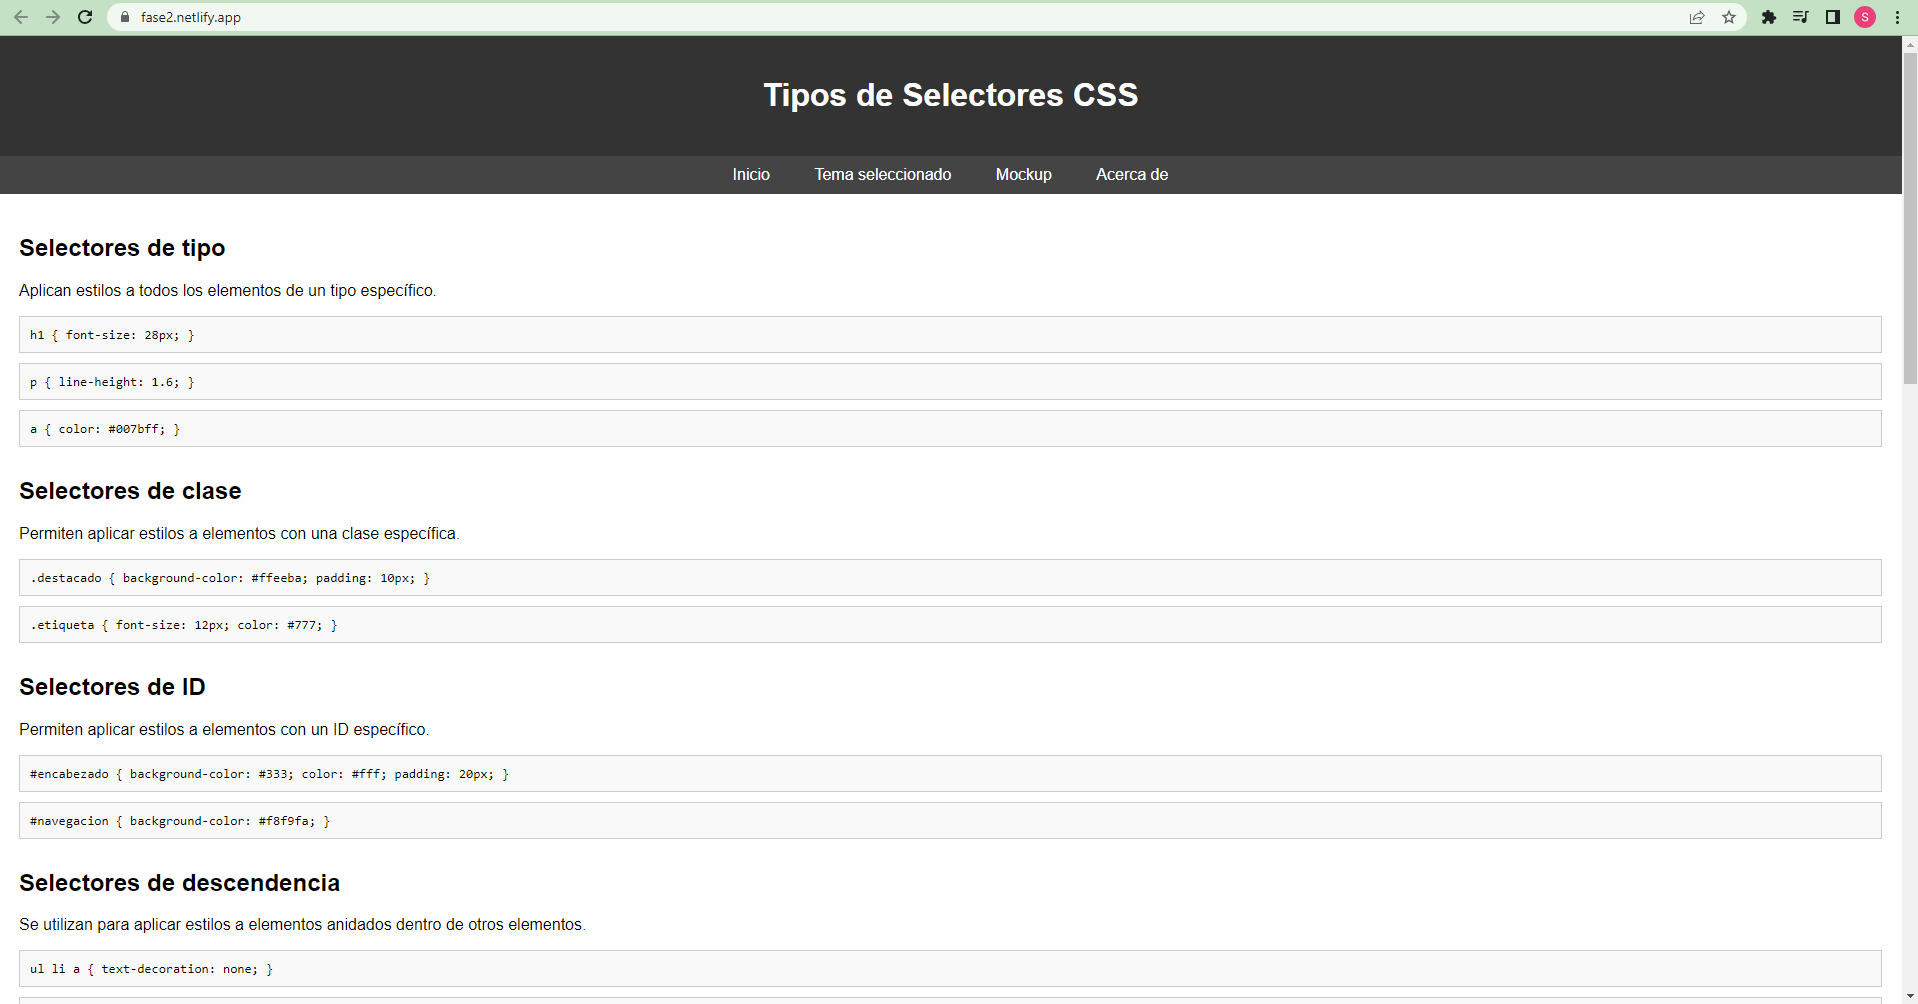 fase2.netlify.app
S
Tipos de Selectores CSS
Inicio Tema seleccionado Mockup Acerca de
Selectores de tipo
Aplican estilos a todos los elementos de un tipo específico.
h1 { font-size: 28px; }
p { line-height: 1.6; }
a { color: #007bff; }
Selectores de clase
Permiten aplicar estilos a elementos con una clase específica.
.destacado { background-color: #ffeeba; padding: 10px; }
.etiqueta { font-size: 12px; color: #777; }
Selectores de ID
Permiten aplicar estilos a elementos con un ID específico.
#encabezado { background-color: #333; color: #fff; padding: 20px; }
#navegacion { background-color: #f8f9fa; }
Selectores de descendencia
Se utilizan para aplicar estilos a elementos anidados dentro de otros elementos.
ul li a { text-decoration: none; }